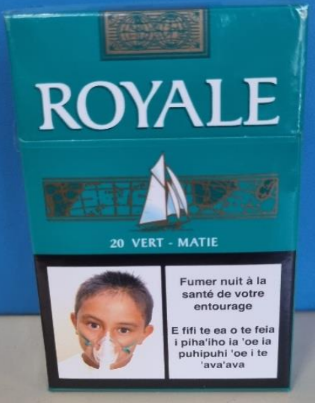 ROYALE
20 VERT - MATIE
Fumer nuit à la
santé de votre
entourage
E fifi te ea o te feia
i piha'iho ia 'oe ia
puhipuhi 'oe i te
'ava'ava